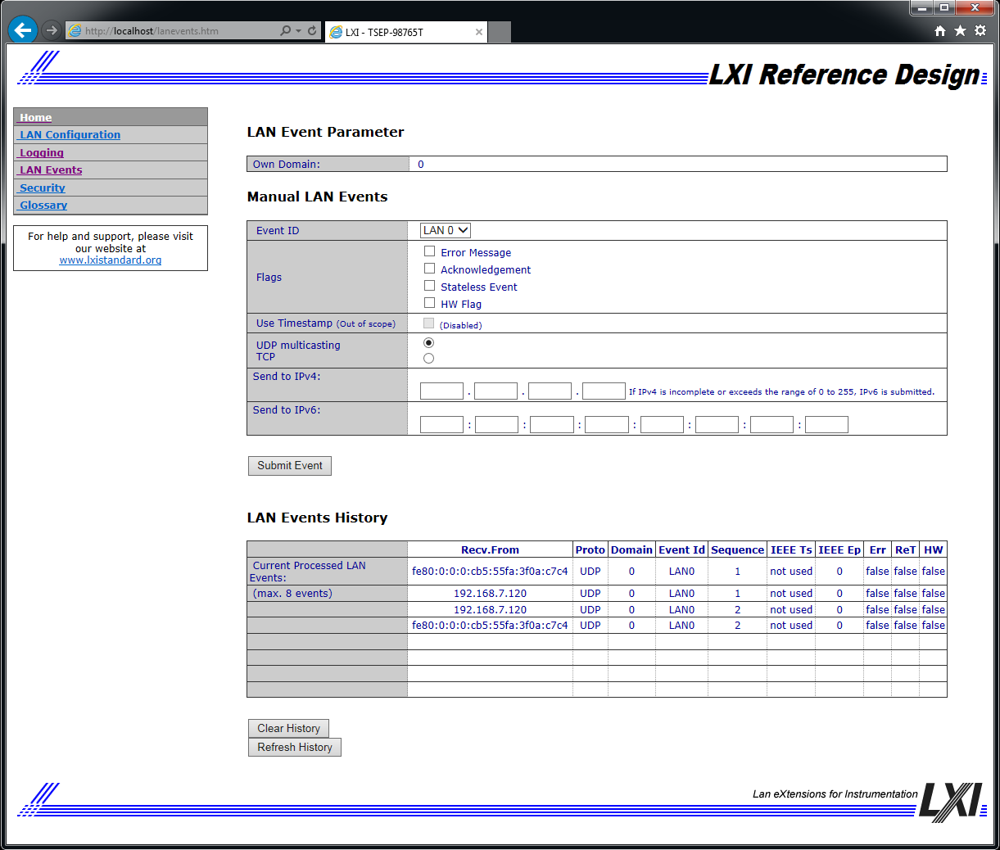 http://localhost/lanevents.htm
LXI - TSEP-98765T
LXI Reference Design
Home
LAN Configuration
Logging
LAN Events
Security
Glossary
For help and support, please visit
our website at
www.lxistandard.org
LAN Event Parameter
Own Domain: 0
Manual LAN Events
Event ID LAN 0
Flags
Error Message
Acknowledgement
Stateless Event
HW Flag
Use Timestamp (Out of scope) (Disabled)
UDP multicasting
TCP
Send to IPv4:
. . . If IPv4 is incomplete or exceeds the range of 0 to 255, IPv6 is submitted.
Send to IPv6:
: : : : : : :
Submit Event
LAN Events History
Recv.From Proto Domain Event Id Sequence IEEE Ts IEEE Ep Err ReT HW
Current Processed LAN
Events:
fe80:0:0:0:cb5:55fa:3f0a:c7c4 UDP 0 LAN0 1 not used 0 false false false
(max. 8 events) 192.168.7.120 UDP 0 LAN0 1 not used 0 false false false
192.168.7.120 UDP 0 LAN0 2 not used 0 false false false
fe80:0:0:0:cb5:55fa:3f0a:c7c4 UDP 0 LAN0 2 not used 0 false false false
Clear History
Refresh History
Lan eXtensions for Instrumentation
LXI